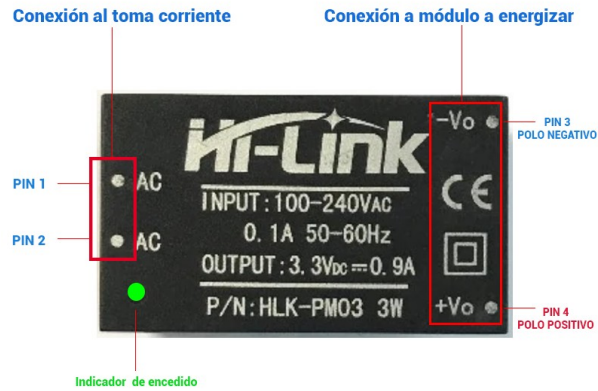 Conexión al toma corriente
Conexión a módulo a energizar
Hi-Link
-Vo
PIN 3
POLO NEGATIVO
PIN 1
AC
INPUT:100-240VAC
CE
PIN 2
AC
0.1A 50-60Hz
OUTPUT:3.3VDC⎓0.9A
P/N:HLK-PM03 3W
+Vo
PIN 4
POLO POSITIVO
Indicador de encedido